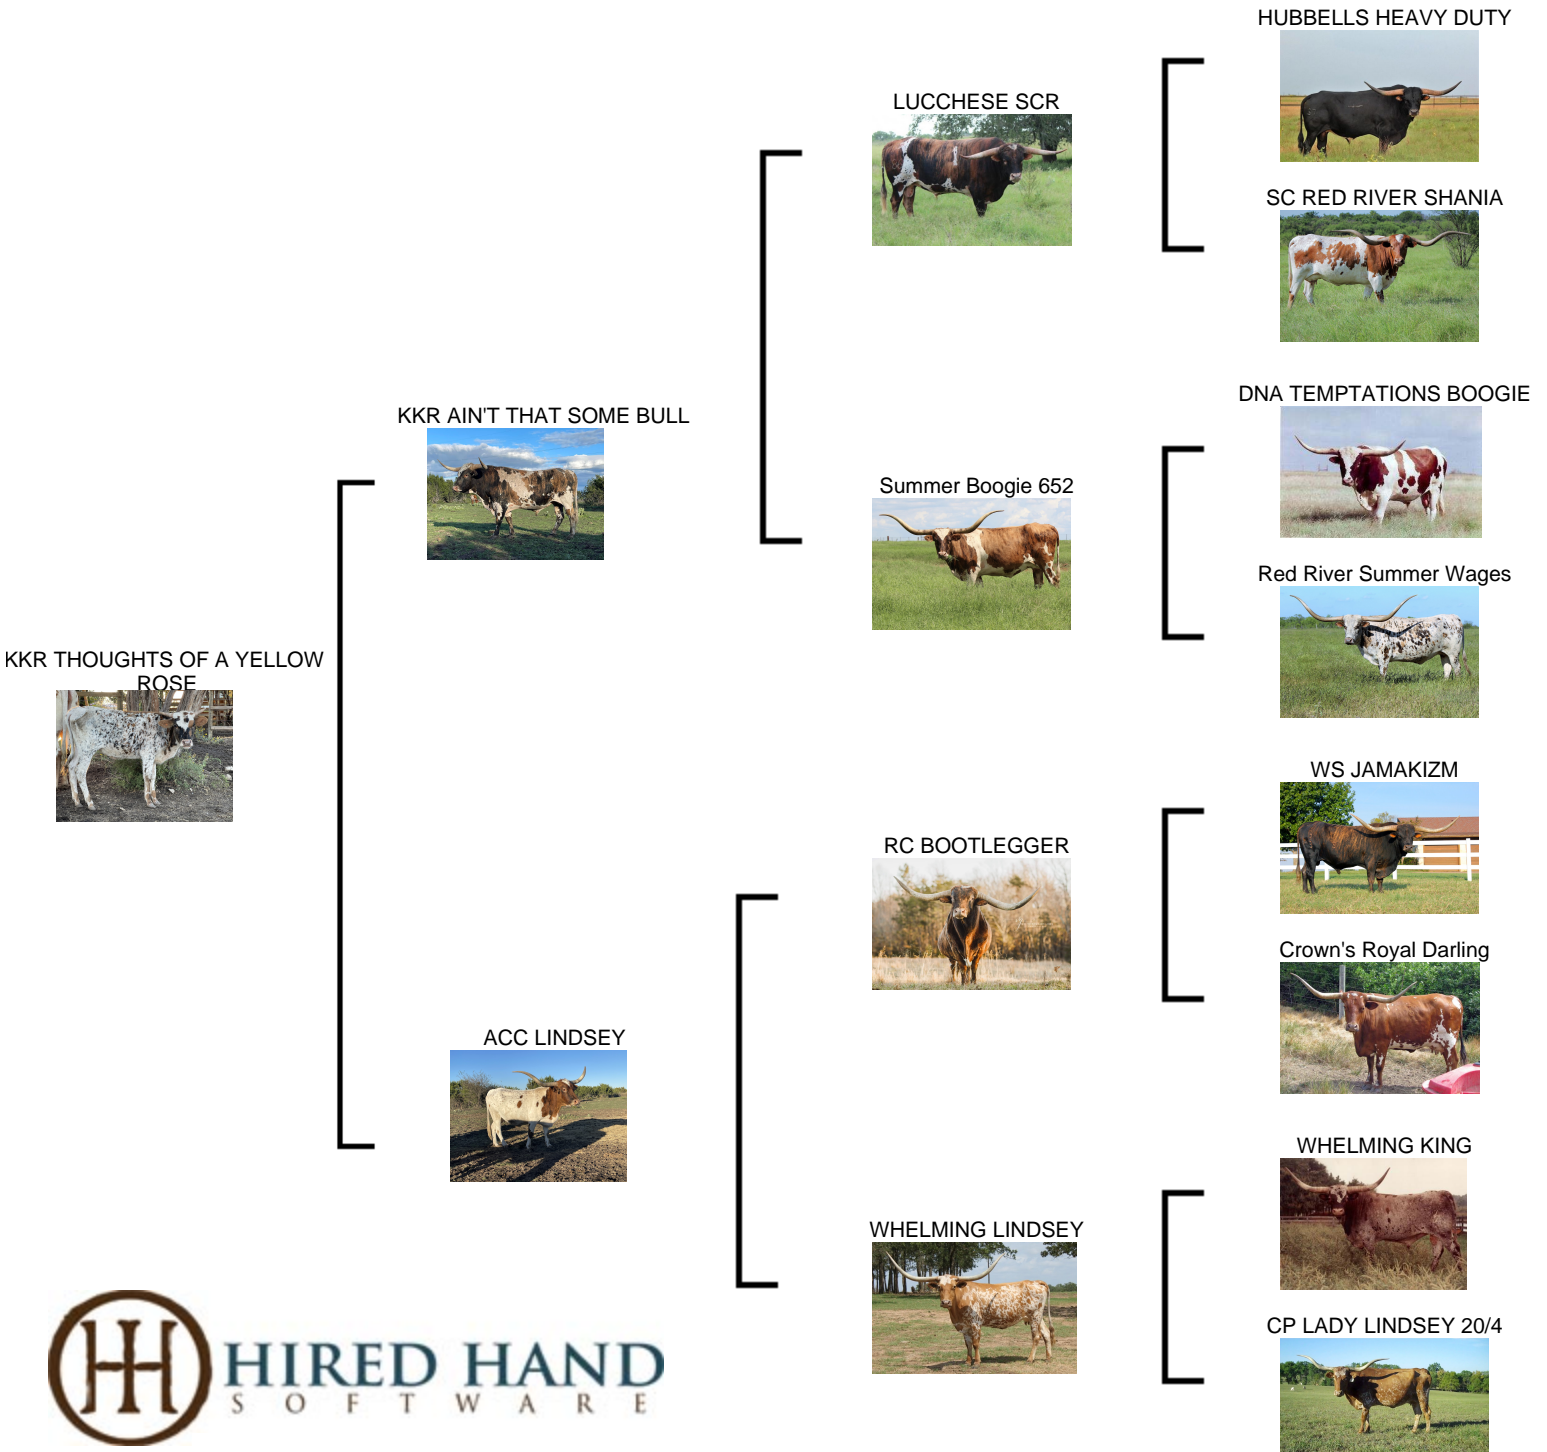 HUBBELLS HEAVY DUTY
LUCCHESE SCR
SC RED RIVER SHANIA
KKR AIN'T THAT SOME BULL
DNA TEMPTATIONS BOOGIE
Summer Boogie 652
Red River Summer Wages
KKR THOUGHTS OF A YELLOW
ROSE
WS JAMAKIZM
RC BOOTLEGGER
Crown's Royal Darling
ACC LINDSEY
WHELMING KING
WHELMING LINDSEY
CP LADY LINDSEY 20/4
HIRED HAND
SOFTWARE